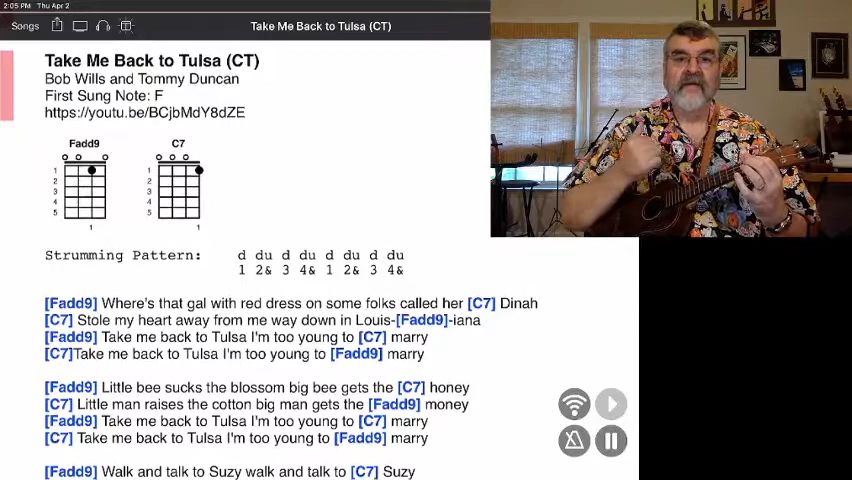 2:05 PM Thu Apr 2
Songs
Take Me Back to Tulsa (CT)
Take Me Back to Tulsa (CT)
Bob Wills and Tommy Duncan
First Sung Note: F
https://youtu.be/BCjbMdY8dZE
Fadd9 C7
1 1
2 2
3 3
4 4
5 5
1 1
Strumming Pattern: d du d du d du d du
1 2& 3 4& 1 2& 3 4&
[Fadd9] Where's that gal with red dress on some folks called her [C7] Dinah
[C7] Stole my heart away from me way down in Louis-[Fadd9]-iana
[Fadd9] Take me back to Tulsa I'm too young to [C7] marry
[C7]Take me back to Tulsa I'm too young to [Fadd9] marry
[Fadd9] Little bee sucks the blossom big bee gets the [C7] honey
[C7] Little man raises the cotton big man gets the [Fadd9] money
[Fadd9] Take me back to Tulsa I'm too young to [C7] marry
[C7] Take me back to Tulsa I'm too young to [Fadd9] marry
[Fadd9] Walk and talk to Suzy walk and talk to [C7] Suzy